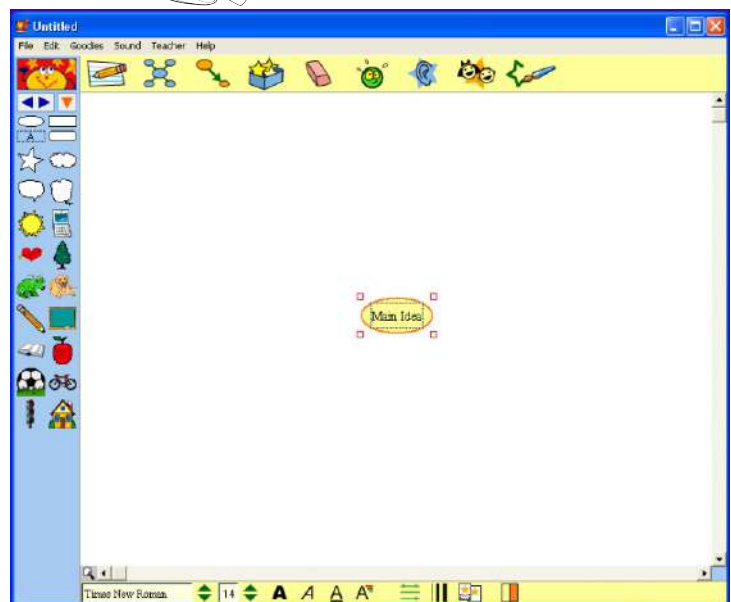 Untitled
File Edit Goodies Sound Teacher Help
A
Main Idea
Times New Roman 14 A A A A